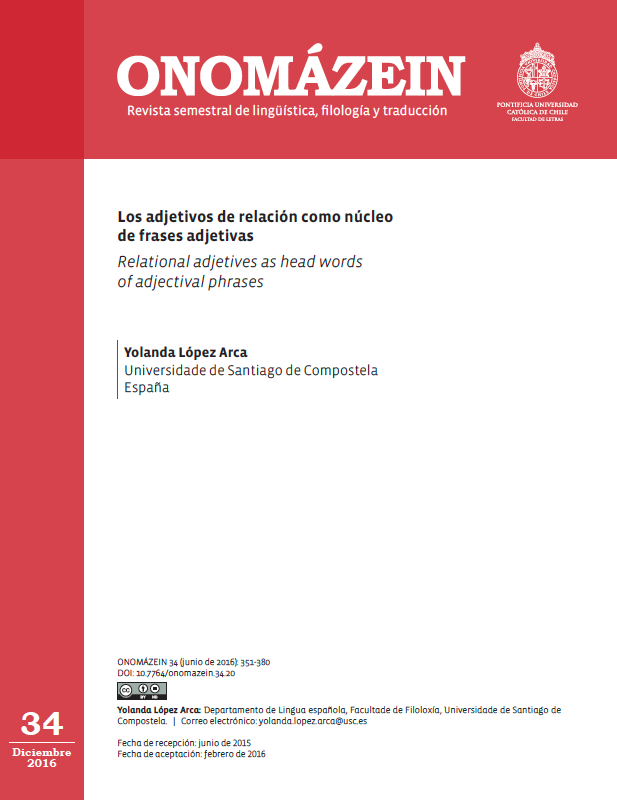 ONOMÁZEIN
Revista semestral de lingüística, filología y traducción
PONTIFICIA UNIVERSIDAD
CATÓLICA DE CHILE
FACULTAD DE LETRAS
Los adjetivos de relación como núcleo
de frases adjetivas
Relational adjetives as head words
of adjectival phrases
Yolanda López Arca
Universidade de Santiago de Compostela
España
ONOMÁZEIN 34 (junio de 2016): 351-380
DOI: 10.7764/onomazein.34.20
cc
BY NC
Yolanda López Arca: Departamento de Lingua española, Facultade de Filoloxía, Universidade de Santiago de
Compostela. | Correo electrónico: yolanda.lopez.arca@usc.es
Fecha de recepción: junio de 2015
Fecha de aceptación: febrero de 2016
34
Diciembre
2016